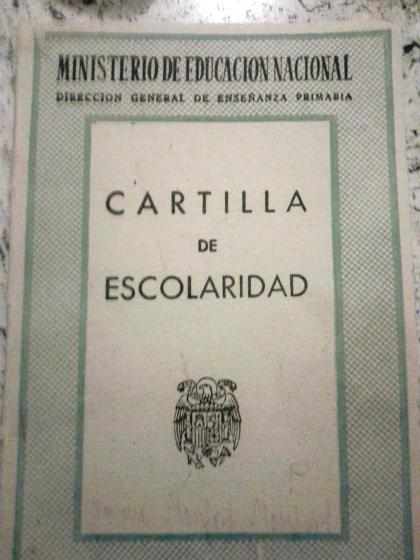 MINISTERIO DE EDUCACION NACIONAL
DIRECCION GENERAL DE ENSEÑANZA PRIMARIA
CARTILLA
DE
ESCOLARIDAD